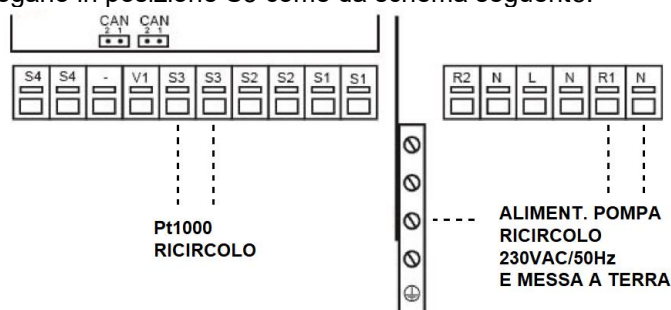 CAN CAN
2 1 2 1
S4 S4 - V1 S3 S3 S2 S2 S1 S1
R2 N L N R1 N
Pt1000
RICIRCOLO
ALIMENT. POMPA
RICIRCOLO
230VAC/50Hz
E MESSA A TERRA